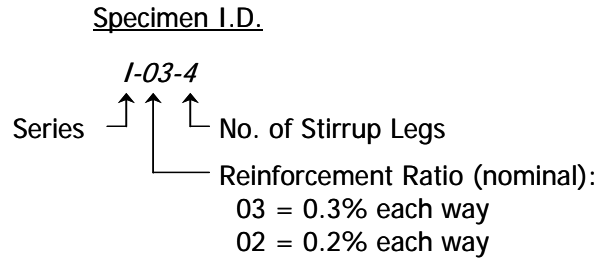 Specimen I.D.
I-03-4
Series
No. of Stirrup Legs
Reinforcement Ratio (nominal):
03 = 0.3% each way
02 = 0.2% each way